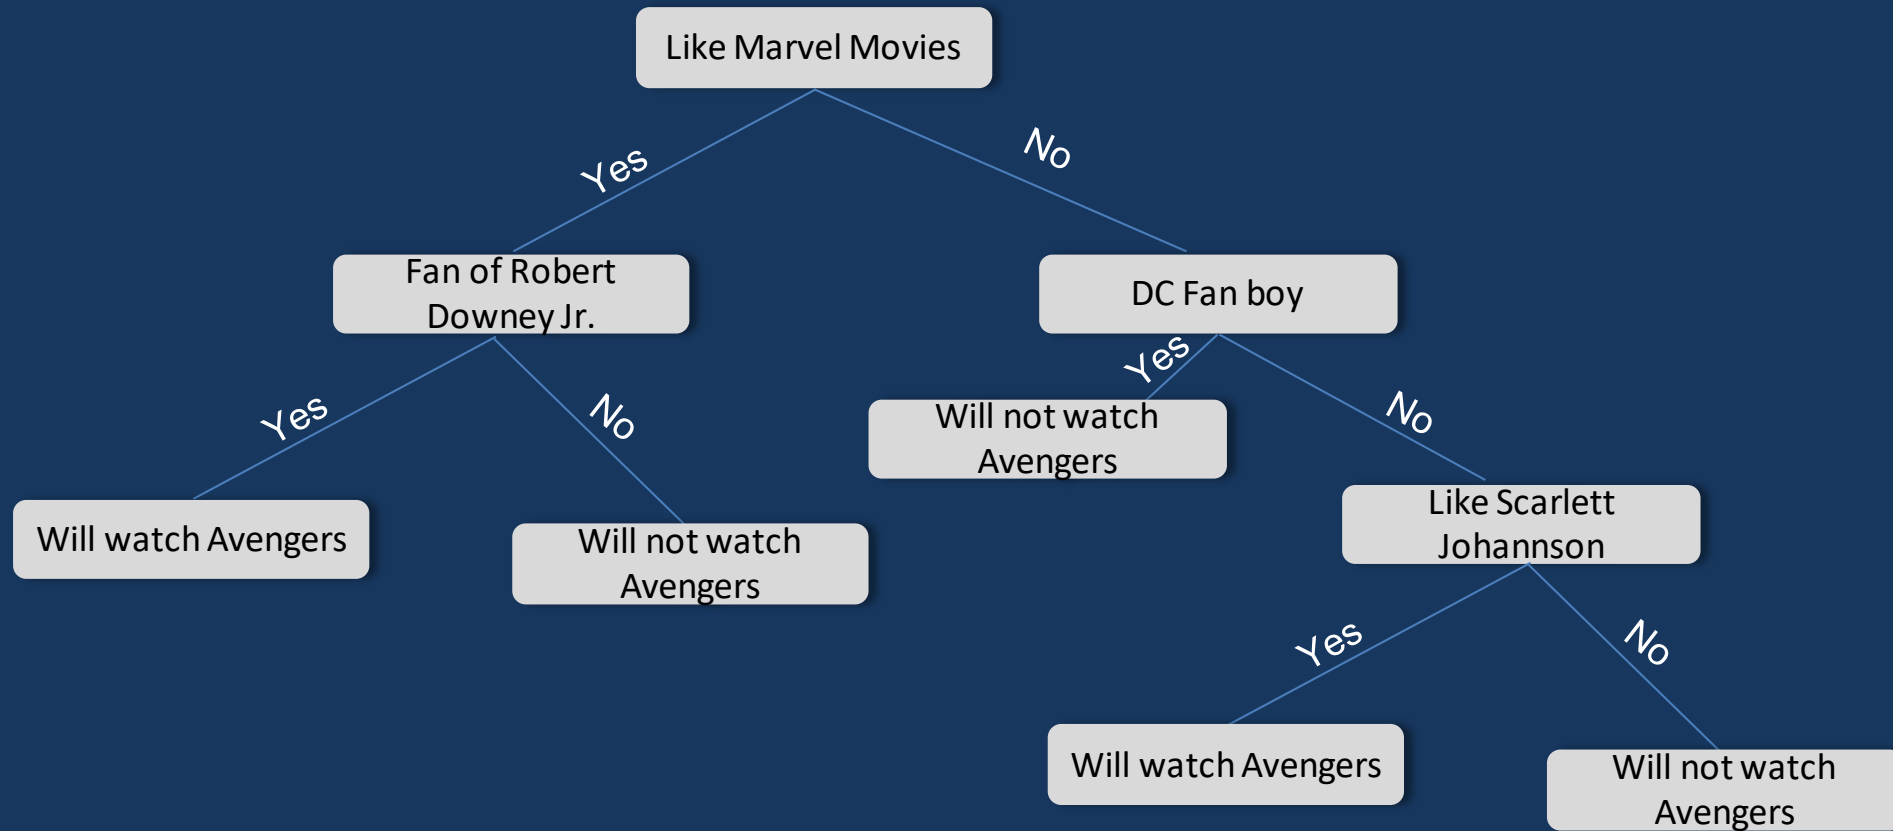 Like Marvel Movies
Yes
No
Fan of Robert
Downey Jr.
DC Fan boy
Yes
No
Yes
No
Will not watch
Avengers
Will watch Avengers
Will not watch
Avengers
Like Scarlett
Johannson
Yes
No
Will watch Avengers
Will not watch
Avengers